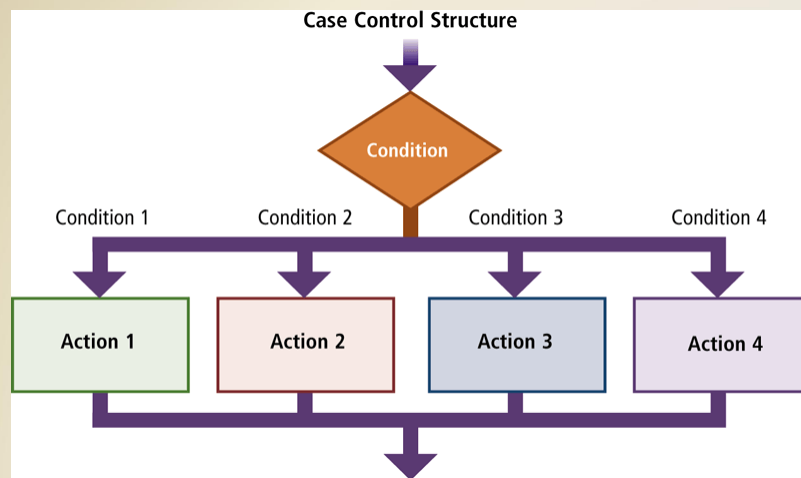 Case Control Structure
Condition
Condition 1
Condition 2
Condition 3
Condition 4
Action 1
Action 2
Action 3
Action 4